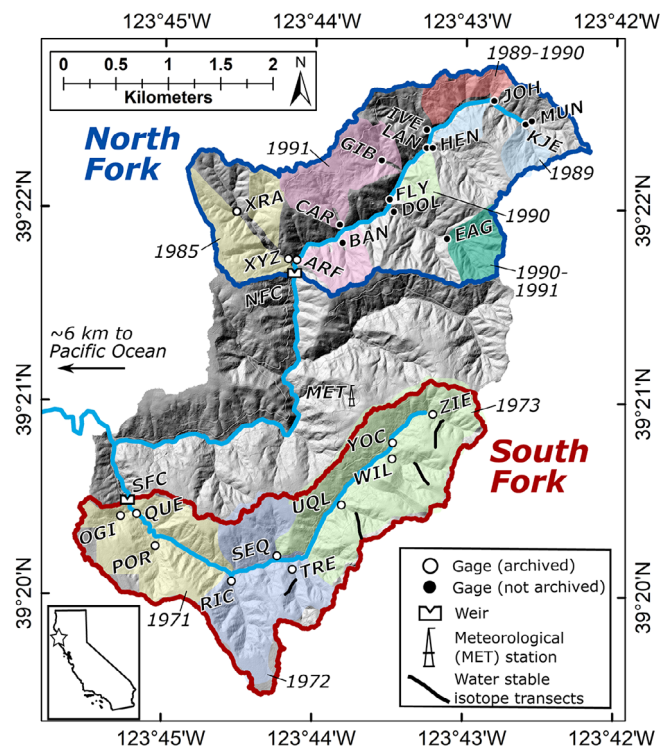 123°45'W 123°44'W 123°43'W 123°42'W
0 0.5 1 2
Kilometers
N
1989-1990
JOH
MUN
KJE
IVE
LAN
HEN
1989
North
Fork
1991
GIB
XRA
FLY
DOL
1990
CAR
BAN
EAG
1985
XYZ
ARF
NFC
1990-
1991
39°22'N
39°22'N
~6 km to
Pacific Ocean
39°21'N
39°21'N
MET
ZIE
1973
YOC
WIL
South
Fork
SFC
UQL
OGI
QUE
POR
SEQ
TRE
RIC
1971
1972
39°20'N
39°20'N
Gage (archived)
Gage (not archived)
Weir
Meteorological
(MET) station
Water stable
isotope transects
123°45'W 123°44'W 123°43'W 123°42'W